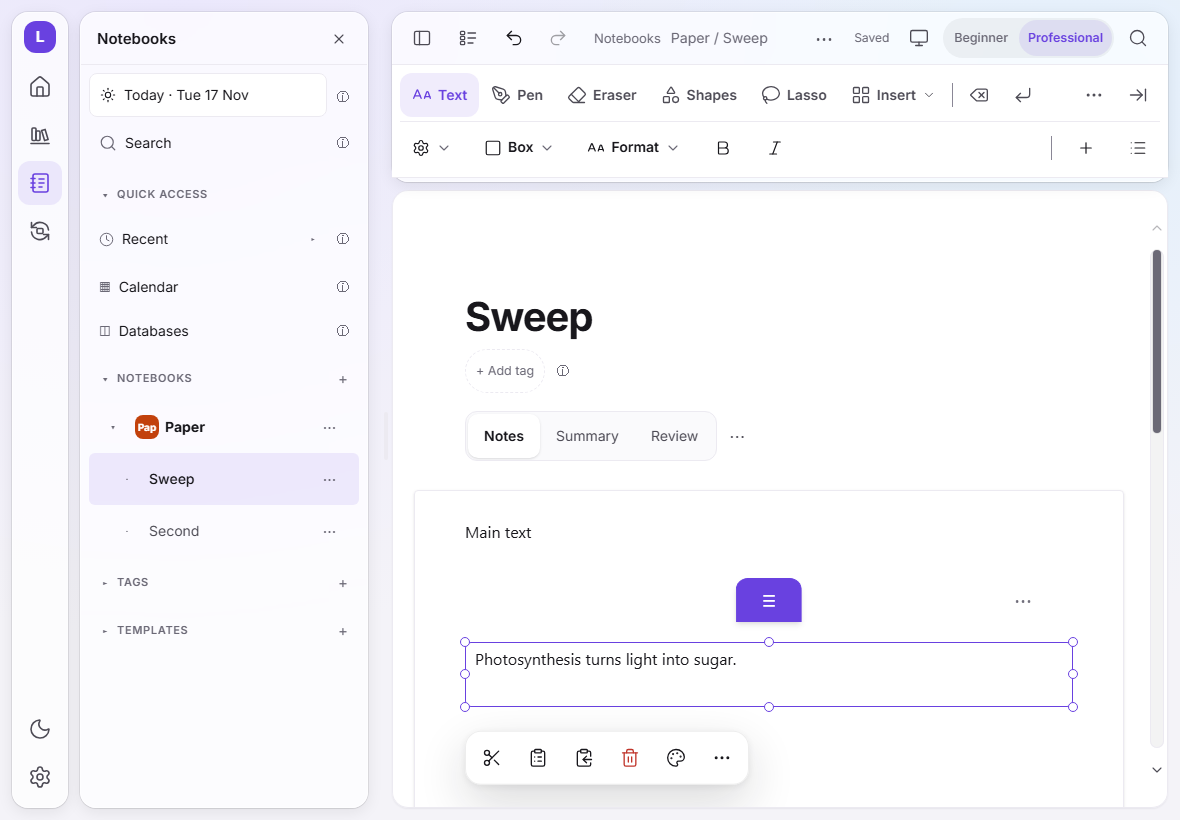 L
Notebooks
Today · Tue 17 Nov
Search
QUICK ACCESS
Recent
Calendar
Databases
NOTEBOOKS
Pap Paper
Sweep
Second
TAGS
TEMPLATES
Notebooks Paper / Sweep
Saved
Beginner Professional
AA Text Pen Eraser Shapes Lasso Insert
Box AA Format B I
Sweep
+ Add tag
Notes Summary Review
Main text
Photosynthesis turns light into sugar.